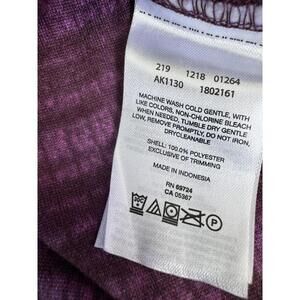 219 1218 01264
AK1130 1802161
MACHINE WASH COLD GENTLE, WITH
LIKE COLORS, NON-CHLORINE BLEACH
WHEN NEEDED, TUMBLE DRY GENTLE
LOW, REMOVE PROMPTLY, DO NOT IRON,
DRYCLEANABLE
SHELL: 100.0% POLYESTER
EXCLUSIVE OF TRIMMING
MADE IN INDONESIA
RN 69724
CA 05367
P